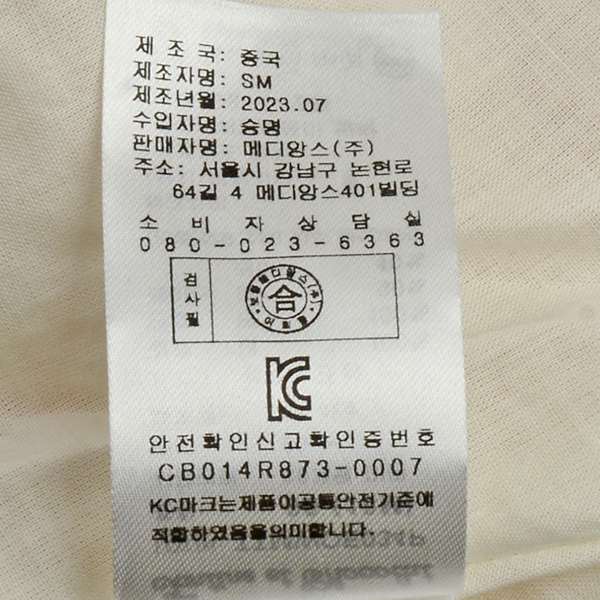 제 조 국: 중국
제조자명: SM
제조년월: 2023.07
수입자명: 승명
판매자명: 메디앙스(주)
주소: 서울시 강남구 논현로
64길 4 메디앙스401빌딩
소 비 자 상 담 실
080-023-6363
검사필
合
KC
안전확인신고확인증번호
CB014R873-0007
KC마크는제품이공통안전기준에
적합하였음을의미합니다.